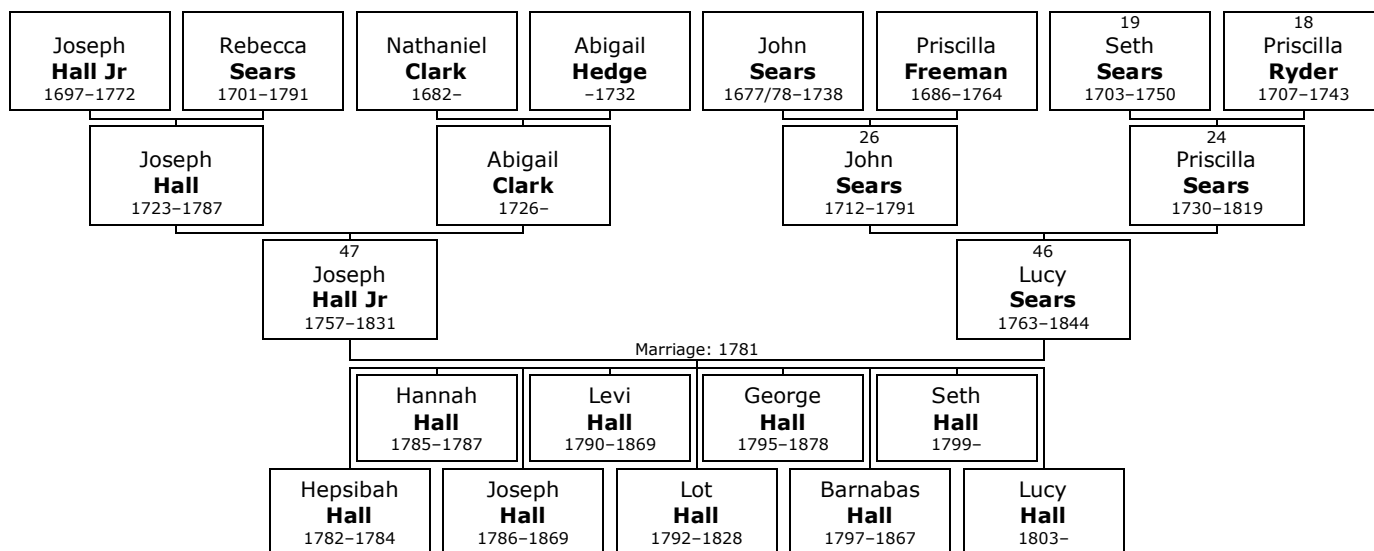 Joseph
Hall Jr
1697–1772
Rebecca
Sears
1701–1791
Nathaniel
Clark
1682–
Abigail
Hedge
–1732
John
Sears
1677/78–1738
Priscilla
Freeman
1686–1764
19
Seth
Sears
1703–1750
18
Priscilla
Ryder
1707–1743
Joseph
Hall
1723–1787
Abigail
Clark
1726–
26
John
Sears
1712–1791
24
Priscilla
Sears
1730–1819
47
Joseph
Hall Jr
1757–1831
46
Lucy
Sears
1763–1844
Marriage: 1781
Hannah
Hall
1785–1787
Levi
Hall
1790–1869
George
Hall
1795–1878
Seth
Hall
1799–
Hepsibah
Hall
1782–1784
Joseph
Hall
1786–1869
Lot
Hall
1792–1828
Barnabas
Hall
1797–1867
Lucy
Hall
1803–